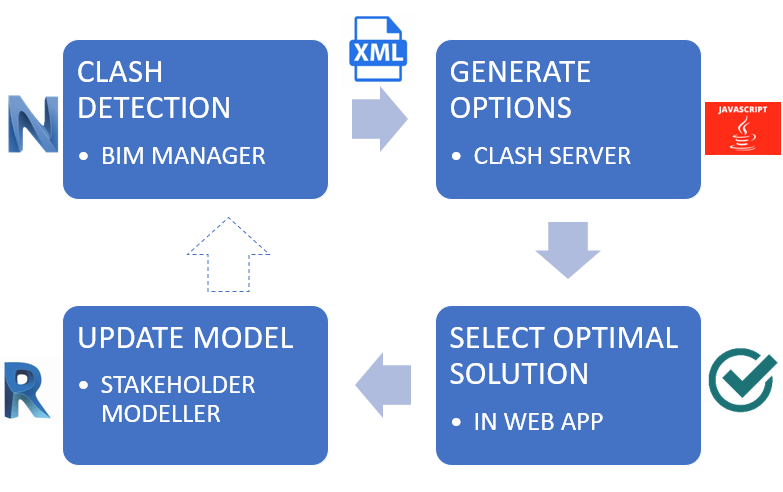 XML
CLASH
DETECTION
• BIM MANAGER
GENERATE
OPTIONS
• CLASH SERVER
JAVASCRIPT
UPDATE MODEL
• STAKEHOLDER
MODELLER
SELECT OPTIMAL
SOLUTION
• IN WEB APP
N
R